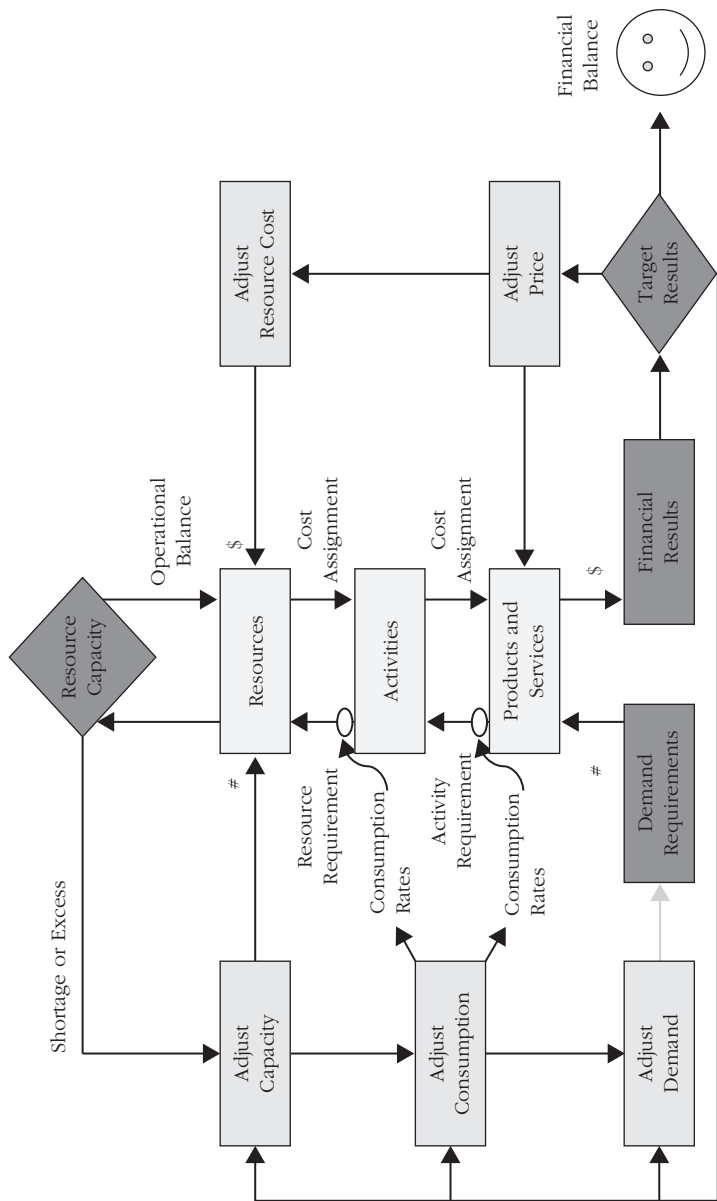 Shortage or Excess
Resource
Capacity
Operational
Balance
Adjust
Capacity
#
Resources
$
Adjust
Resource Cost
Resource
Requirement
Cost
Assignment
Consumption
Rates
Activities
Adjust
Consumption
Activity
Requirement
Cost
Assignment
Consumption
Rates
Products and
Services
Adjust
Price
#
$
Adjust
Demand
Demand
Requirements
Financial
Results
Target
Results
Financial
Balance